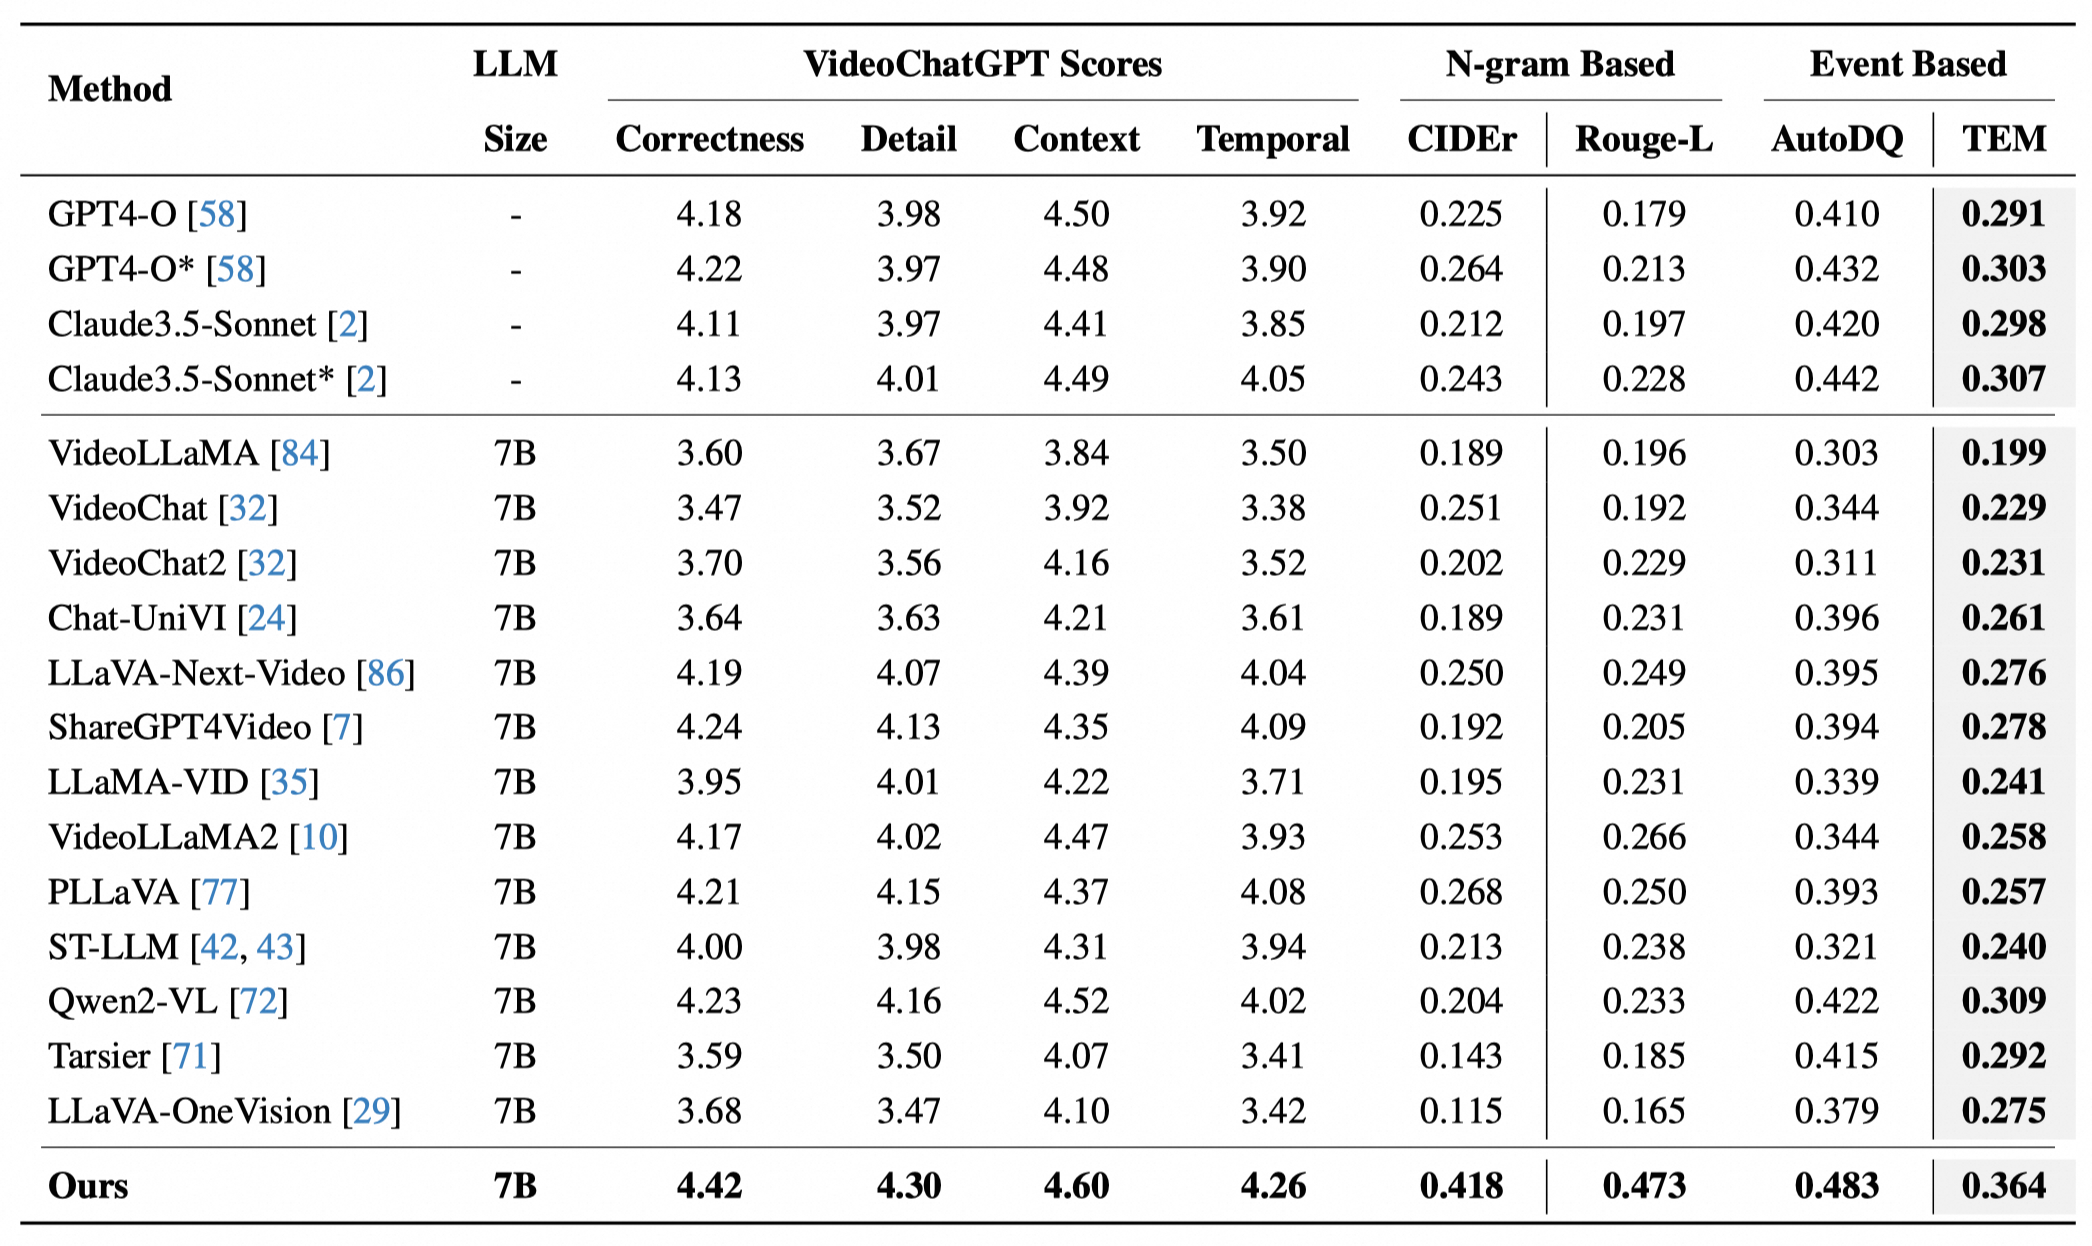 Method LLM VideoChatGPT Scores N-gram Based Event Based
Size Correctness Detail Context Temporal CIDEr Rouge-L AutoDQ TEM
GPT4-O [58] - 4.18 3.98 4.50 3.92 0.225 0.179 0.410 0.291
GPT4-O* [58] - 4.22 3.97 4.48 3.90 0.264 0.213 0.432 0.303
Claude3.5-Sonnet [2] - 4.11 3.97 4.41 3.85 0.212 0.197 0.420 0.298
Claude3.5-Sonnet* [2] - 4.13 4.01 4.49 4.05 0.243 0.228 0.442 0.307
VideoLLaMA [84] 7B 3.60 3.67 3.84 3.50 0.189 0.196 0.303 0.199
VideoChat [32] 7B 3.47 3.52 3.92 3.38 0.251 0.192 0.344 0.229
VideoChat2 [32] 7B 3.70 3.56 4.16 3.52 0.202 0.229 0.311 0.231
Chat-UniVI [24] 7B 3.64 3.63 4.21 3.61 0.189 0.231 0.396 0.261
LLaVA-Next-Video [86] 7B 4.19 4.07 4.39 4.04 0.250 0.249 0.395 0.276
ShareGPT4Video [7] 7B 4.24 4.13 4.35 4.09 0.192 0.205 0.394 0.278
LLaMA-VID [35] 7B 3.95 4.01 4.22 3.71 0.195 0.231 0.339 0.241
VideoLLaMA2 [10] 7B 4.17 4.02 4.47 3.93 0.253 0.266 0.344 0.258
PLLaVA [77] 7B 4.21 4.15 4.37 4.08 0.268 0.250 0.393 0.257
ST-LLM [42, 43] 7B 4.00 3.98 4.31 3.94 0.213 0.238 0.321 0.240
Qwen2-VL [72] 7B 4.23 4.16 4.52 4.02 0.204 0.233 0.422 0.309
Tarsier [71] 7B 3.59 3.50 4.07 3.41 0.143 0.185 0.415 0.292
LLaVA-OneVision [29] 7B 3.68 3.47 4.10 3.42 0.115 0.165 0.379 0.275
Ours 7B 4.42 4.30 4.60 4.26 0.418 0.473 0.483 0.364